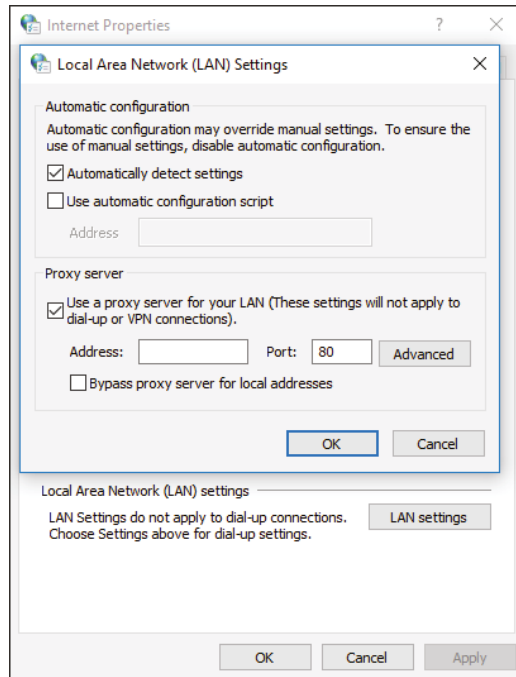 Internet Properties
Local Area Network (LAN) Settings
Automatic configuration
Automatic configuration may override manual settings. To ensure the
use of manual settings, disable automatic configuration.
Automatically detect settings
Use automatic configuration script
Address
Proxy server
Use a proxy server for your LAN (These settings will not apply to
dial-up or VPN connections).
Address:
Port: 80
Advanced
Bypass proxy server for local addresses
OK
Cancel
Local Area Network (LAN) settings
LAN Settings do not apply to dial-up connections.
Choose Settings above for dial-up settings.
LAN settings
OK
Cancel
Apply